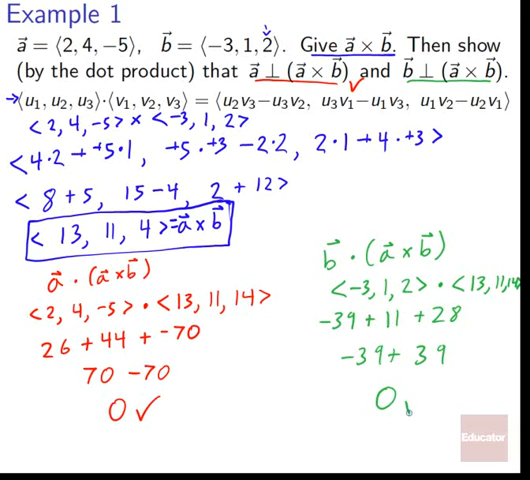 Example 1
a⃗ = ⟨2, 4, −5⟩, b⃗ = ⟨−3, 1, 2⟩. Give a⃗ × b⃗. Then show
(by the dot product) that a⃗ ⊥ (a⃗ × b⃗) and b⃗ ⊥ (a⃗ × b⃗).
→⟨u₁, u₂, u₃⟩·⟨v₁, v₂, v₃⟩ = ⟨u₂v₃−u₃v₂, u₃v₁−u₁v₃, u₁v₂−u₂v₁⟩
<2, 4, -5> × <-3, 1, 2>
<4·2 + +5·1, +5·+3 -2·2, 2·1 + 4·+3>
<8+5, 15-4, 2+12>
<13, 11, 4> = a⃗ × b⃗
a⃗ · (a⃗ × b⃗)
<2, 4, -5> · <13, 11, 14>
26 + 44 + -70
70 - 70
0 ✓
b⃗ · (a⃗ × b⃗)
<-3, 1, 2> · <13, 11, 14>
-39 + 11 + 28
-39 + 39
0
Educator